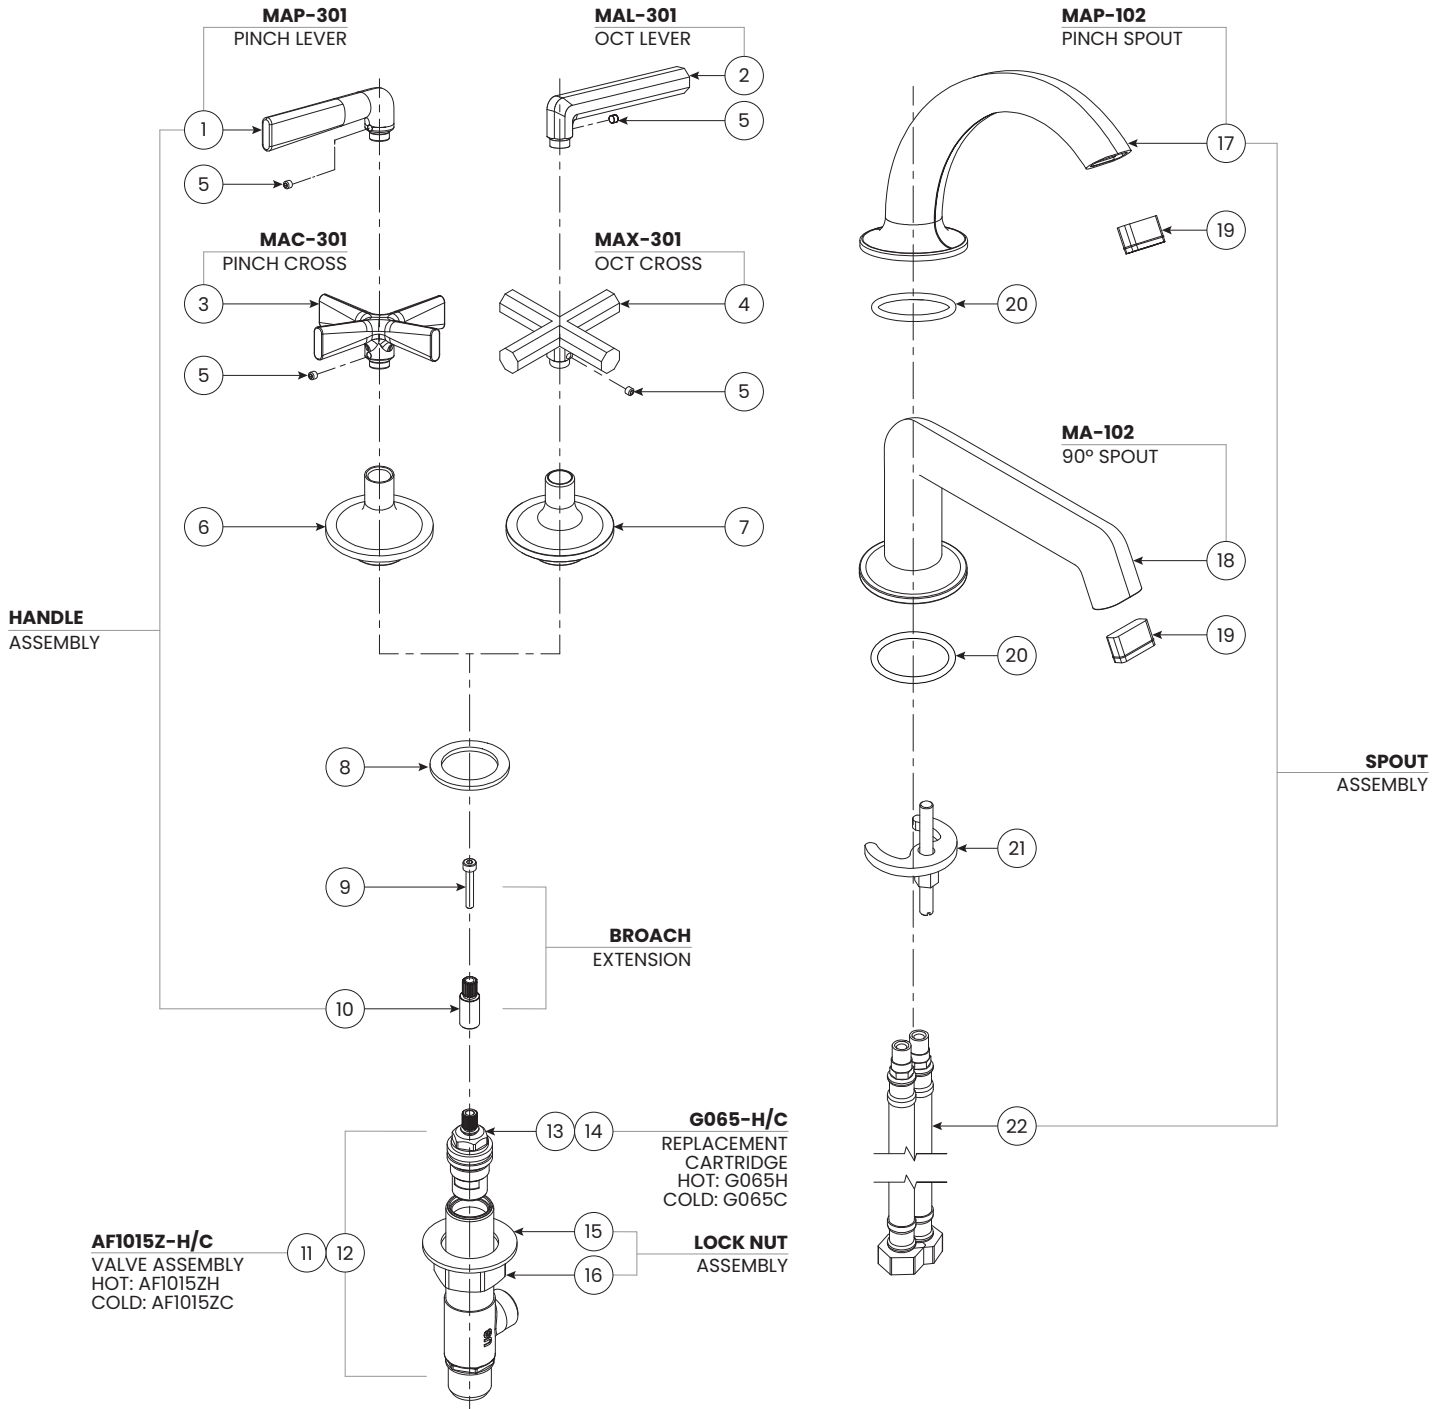 MAP-301
PINCH LEVER
MAL-301
OCT LEVER
MAP-102
PINCH SPOUT
1
2
5
5
17
19
MAC-301
PINCH CROSS
MAX-301
OCT CROSS
3
4
20
5
5
MA-102
90° SPOUT
6
7
18
HANDLE
ASSEMBLY
19
20
8
SPOUT
ASSEMBLY
21
9
BROACH
EXTENSION
10
13
14
G065-H/C
REPLACEMENT
CARTRIDGE
HOT: G065H
COLD: G065C
22
AF1015Z-H/C
VALVE ASSEMBLY
HOT: AF1015ZH
COLD: AF1015ZC
11
12
15
16
LOCK NUT
ASSEMBLY